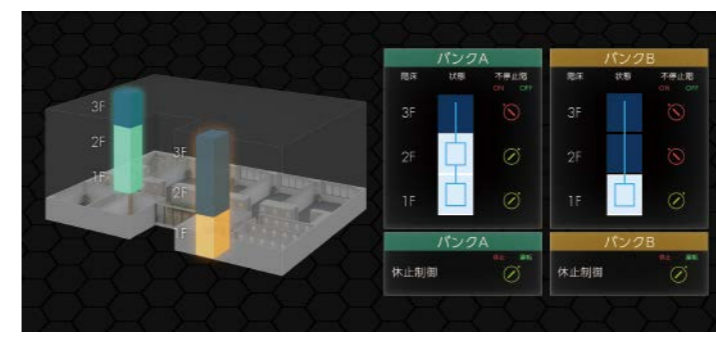 3F
2F
1F
3F
2F
1F
バンクA
階床 状態 不停止階
ON OFF
3F
2F
1F
バンクB
階床 状態 不停止階
ON OFF
3F
2F
1F
バンクA
休止 運転
休止制御
バンクB
休止 運転
休止制御